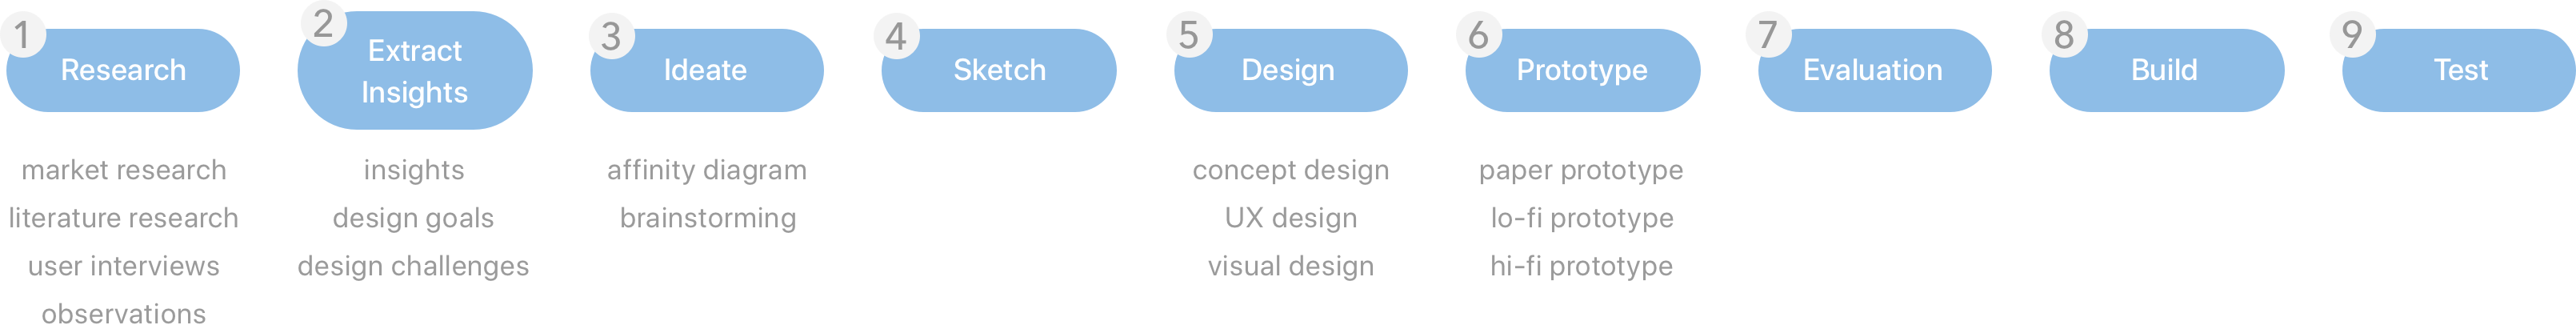 1
Research
market research
literature research
user interviews
observations
2
Extract
Insights
insights
design goals
design challenges
3
Ideate
affinity diagram
brainstorming
4
Sketch
5
Design
concept design
UX design
visual design
6
Prototype
paper prototype
lo-fi prototype
hi-fi prototype
7
Evaluation
8
Build
9
Test